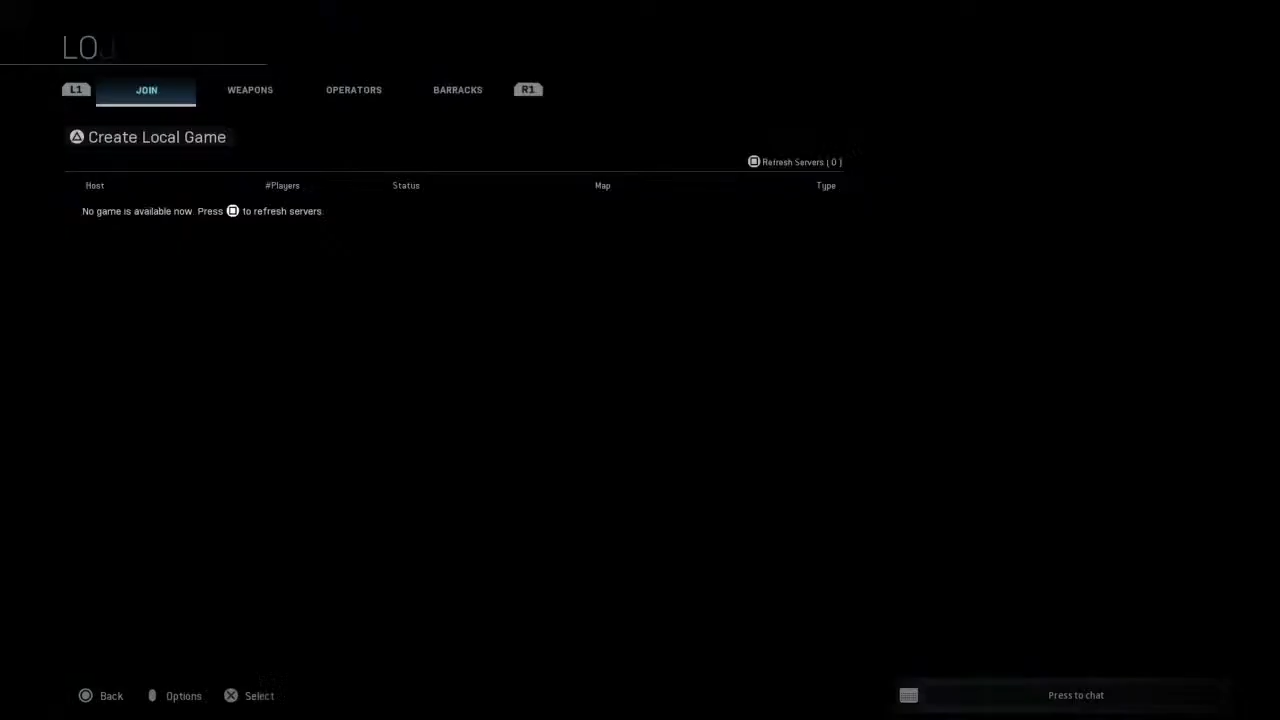 LO
L1 JOIN WEAPONS OPERATORS BARRACKS R1
Create Local Game
Refresh Servers ( 0 )
Host #Players Status Map Type
No game is available now. Press to refresh servers.
Back Options Select
Press to chat